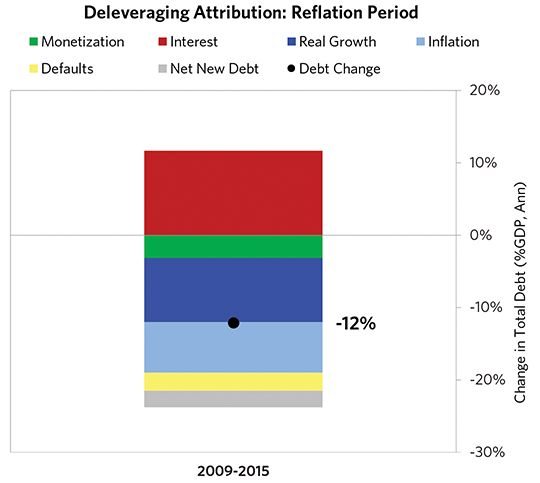 Deleveraging Attribution: Reflation Period
Monetization Interest Real Growth Inflation
Defaults Net New Debt Debt Change
20%
10%
0%
-10%
-12%
-20%
-30%
Change in Total Debt (%GDP, Ann)
2009-2015